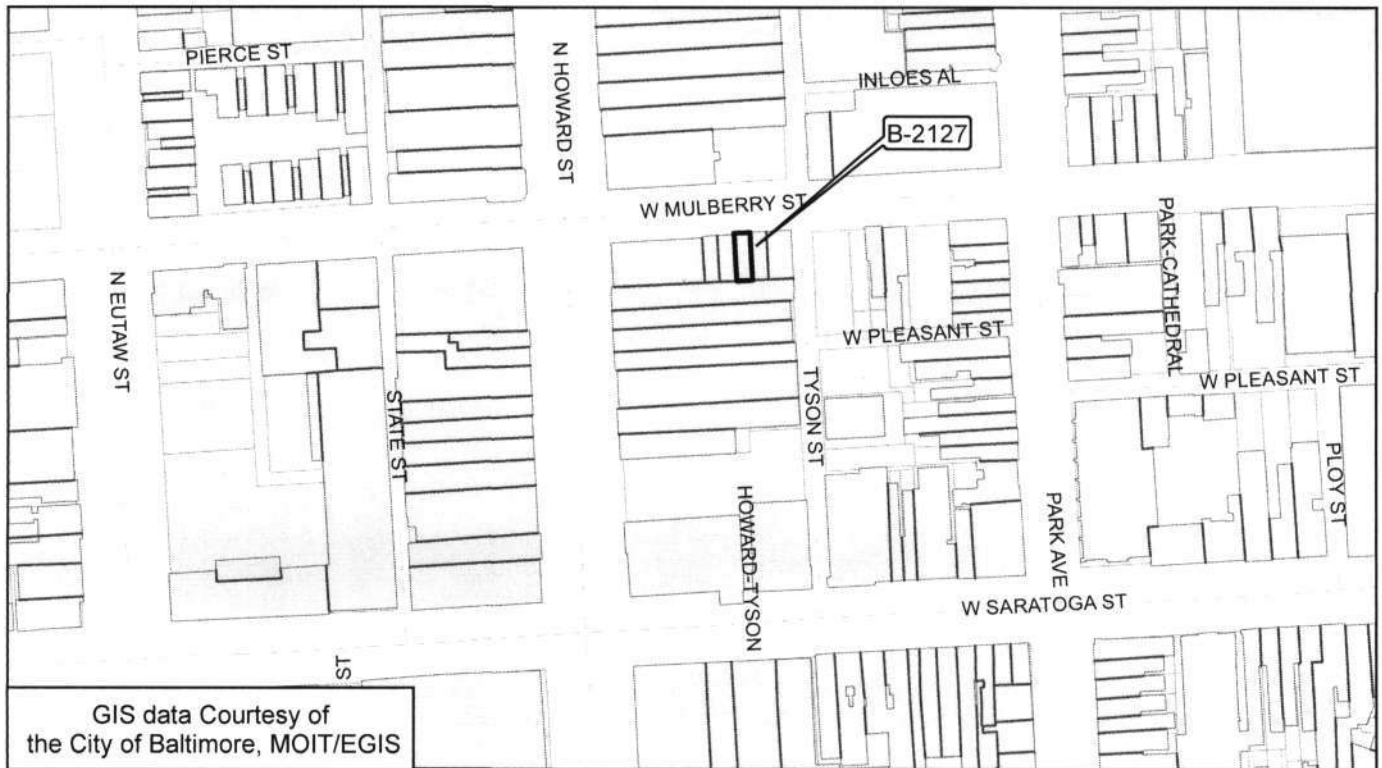 PIERCE ST
N HOWARD ST
INLOES AL
B-2127
W MULBERRY ST
PARK-CATHEDRAL
N EUTAW ST
W PLEASANT ST
W PLEASANT ST
TYSON ST
STATE ST
PLOY ST
HOWARD-TYSON
PARK AVE
W SARATOGA ST
ST
GIS data Courtesy of
the City of Baltimore, MOIT/EGIS